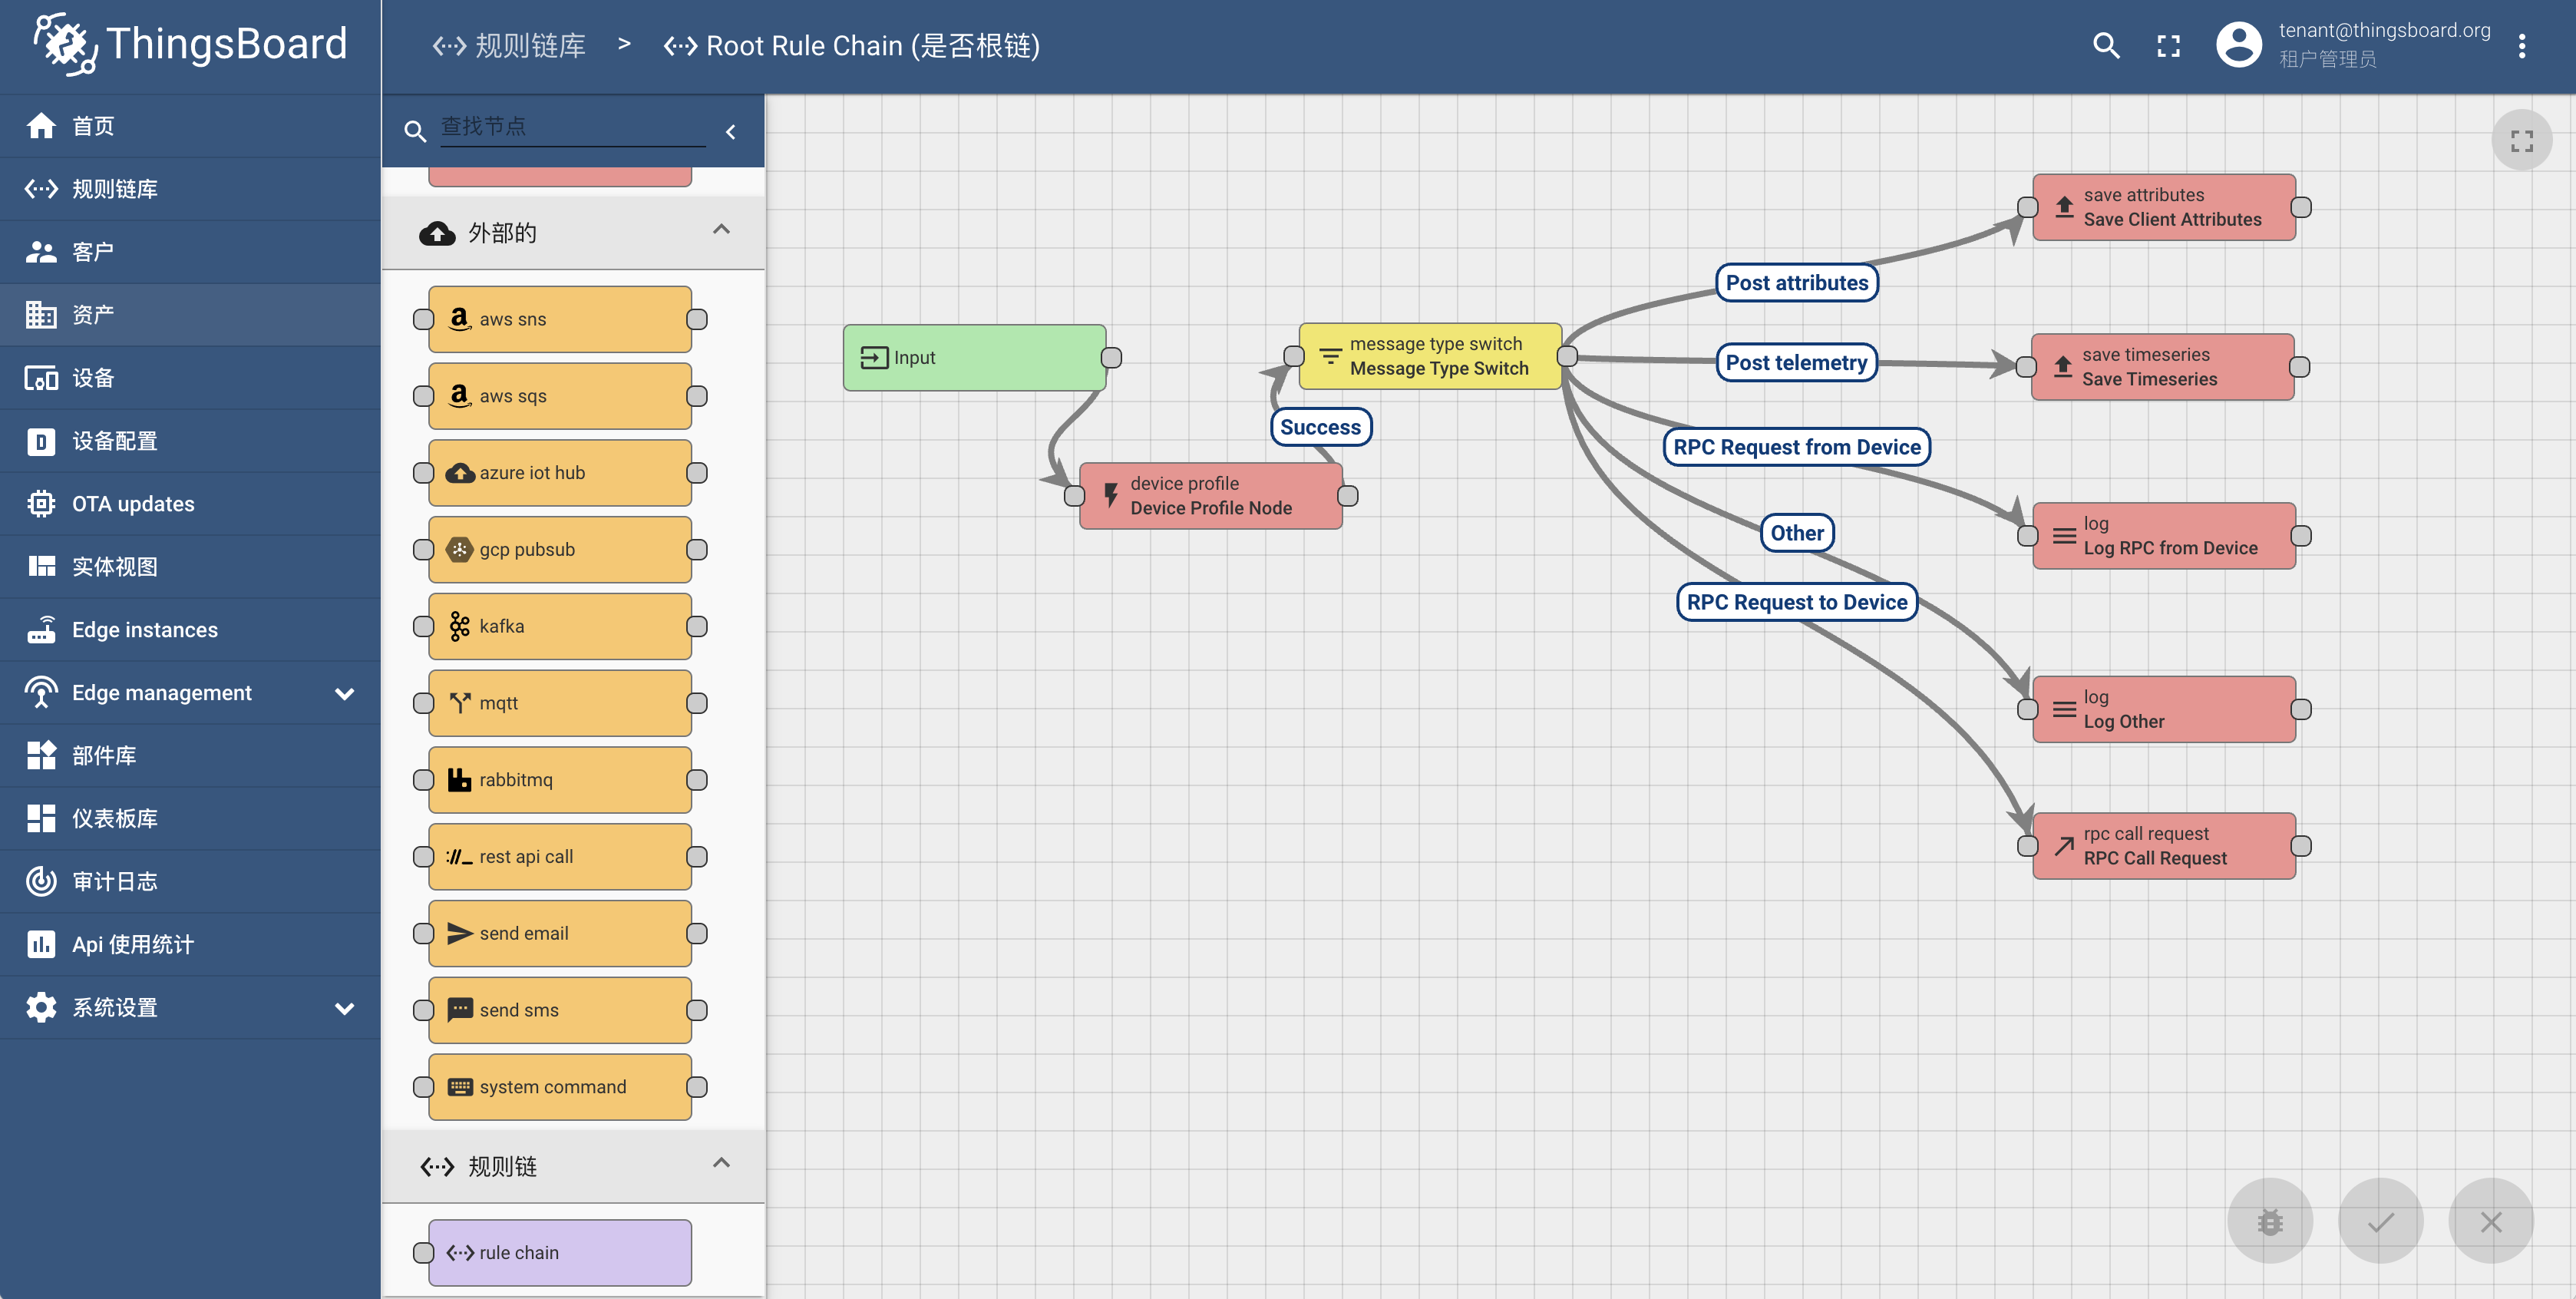 ThingsBoard
规则链库 > Root Rule Chain (是否根链)
tenant@thingsboard.org
租户管理员
首页
规则链库
客户
资产
设备
设备配置
OTA updates
实体视图
Edge instances
Edge management
部件库
仪表板库
审计日志
Api 使用统计
系统设置
查找节点
外部的
aws sns
aws sqs
azure iot hub
gcp pubsub
kafka
mqtt
rabbitmq
rest api call
send email
send sms
system command
规则链
rule chain
Input
device profile
Device Profile Node
Success
message type switch
Message Type Switch
Post attributes
Post telemetry
RPC Request from Device
Other
RPC Request to Device
save attributes
Save Client Attributes
save timeseries
Save Timeseries
log
Log RPC from Device
log
Log Other
rpc call request
RPC Call Request